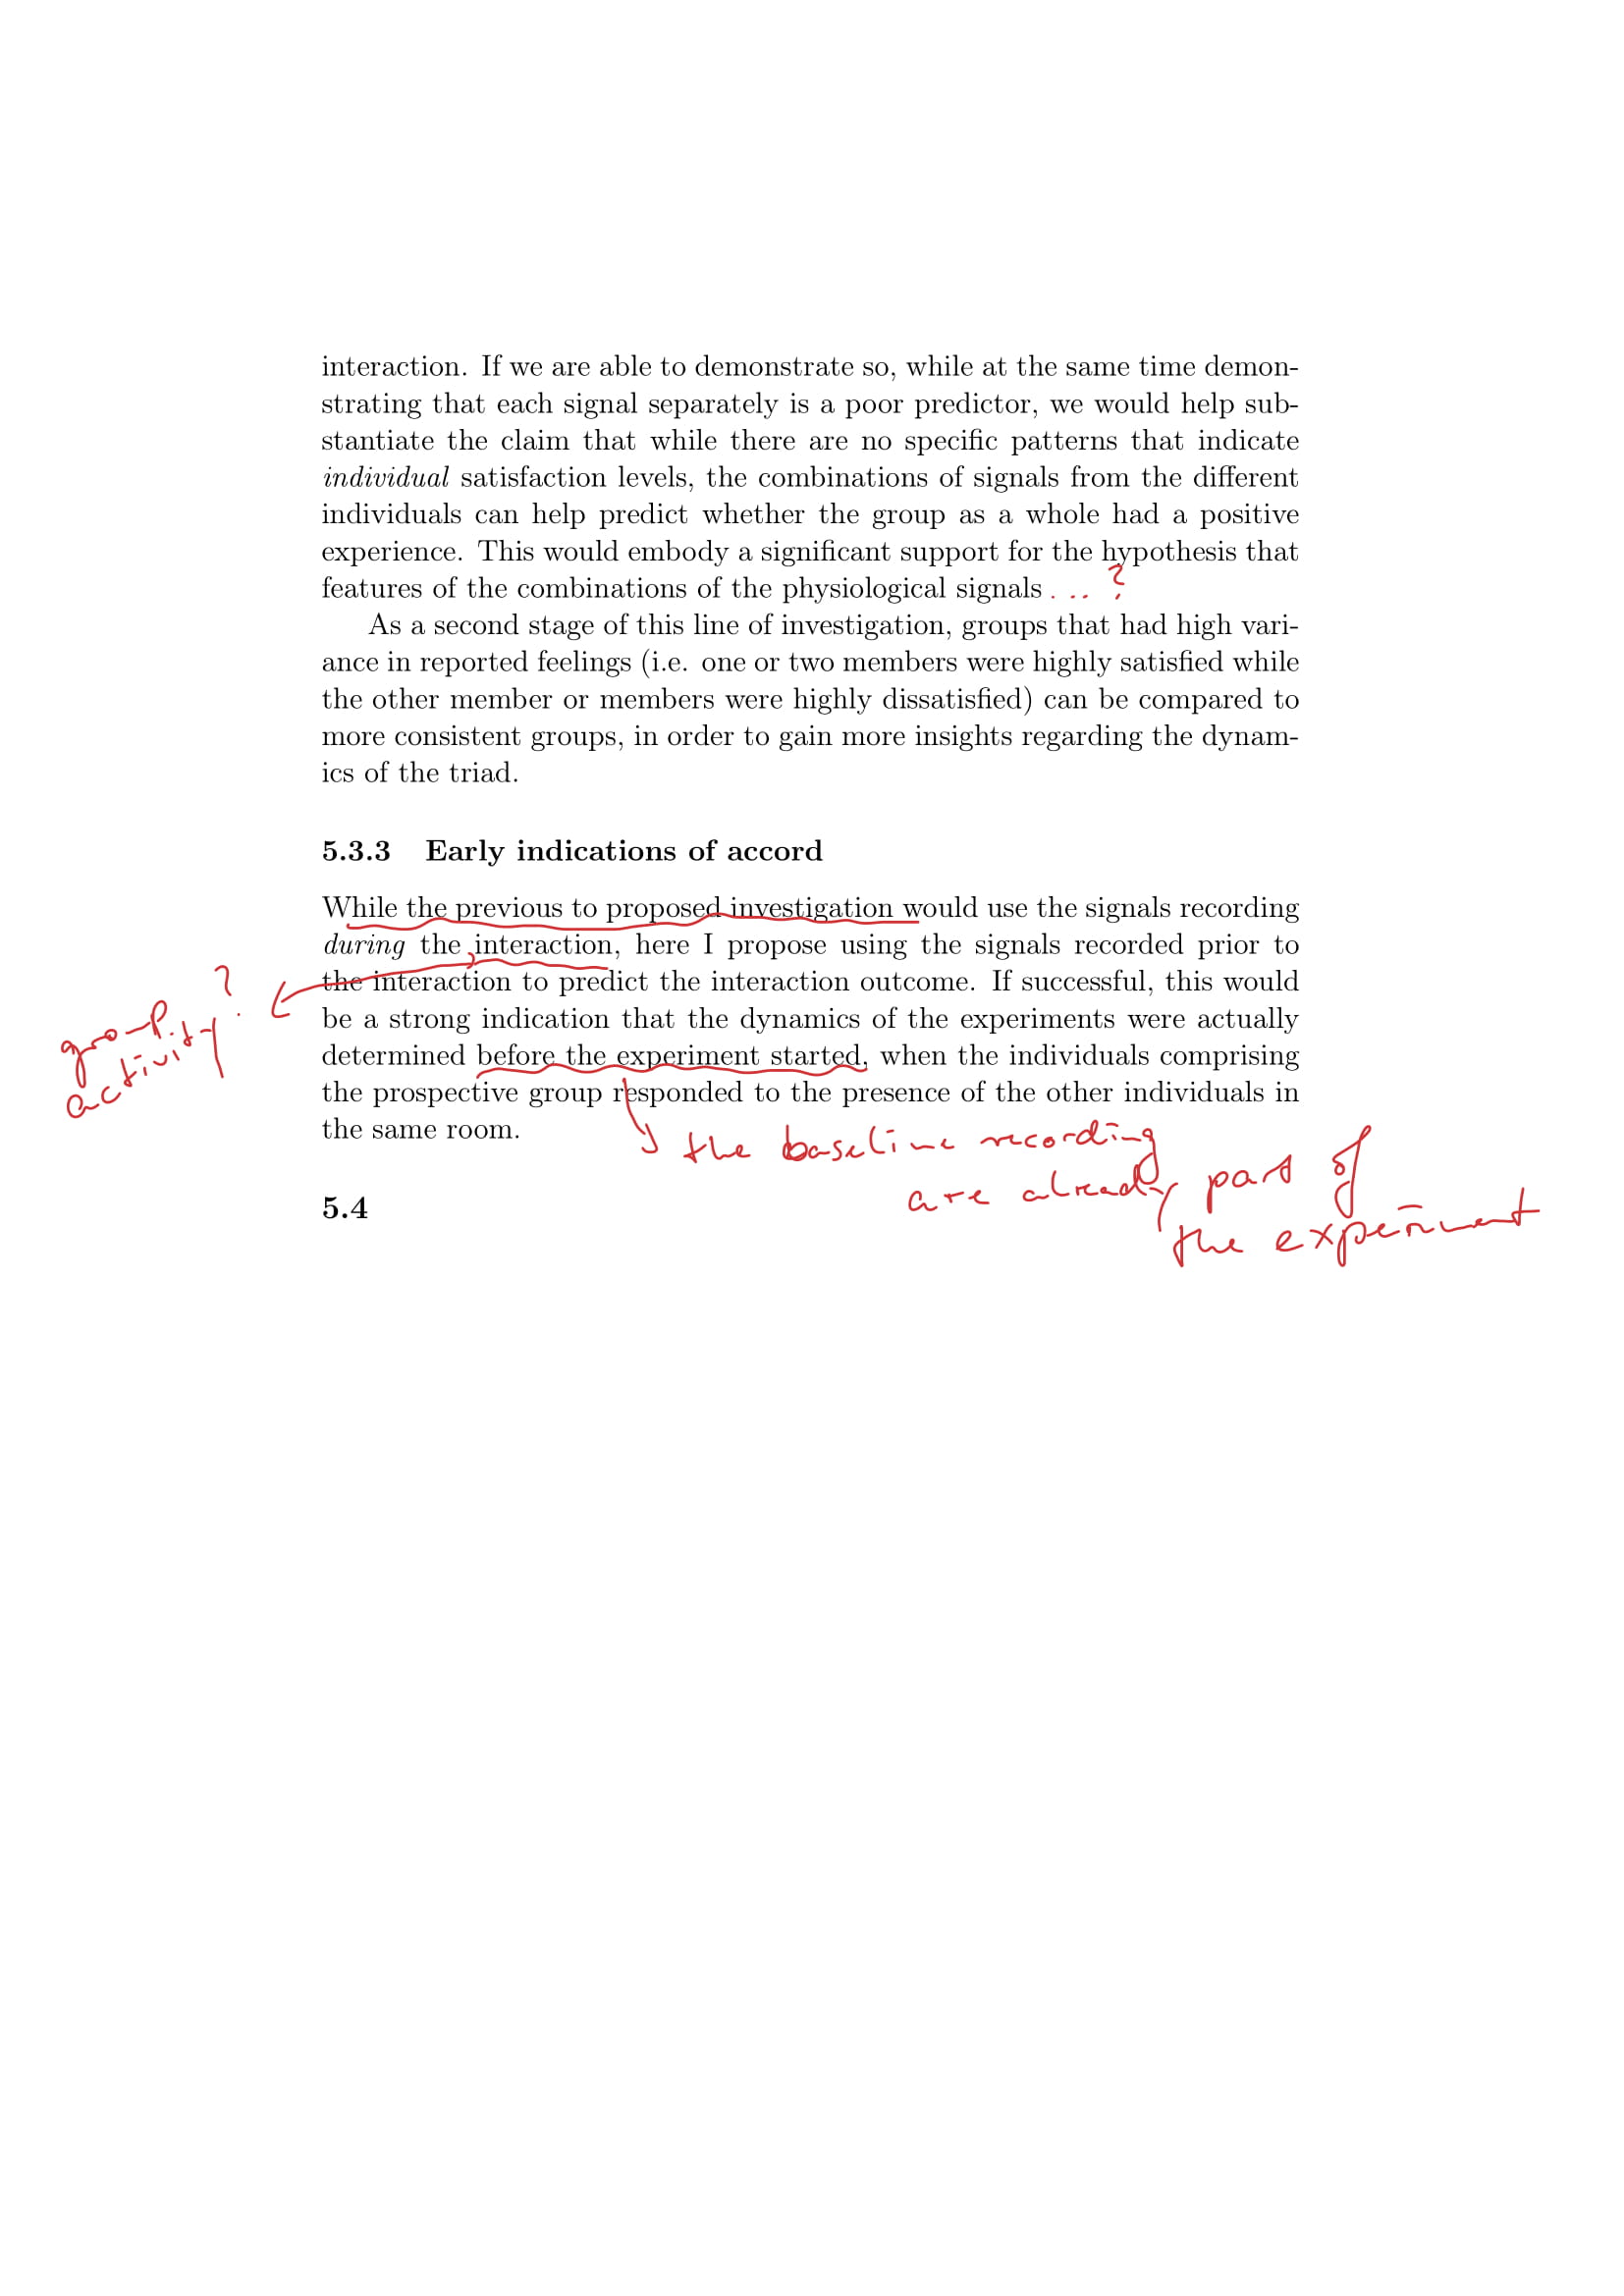 interaction. If we are able to demonstrate so, while at the same time demon-
strating that each signal separately is a poor predictor, we would help sub-
stantiate the claim that while there are no specific patterns that indicate
individual satisfaction levels, the combinations of signals from the different
individuals can help predict whether the group as a whole had a positive
experience. This would embody a significant support for the hypothesis that
features of the combinations of the physiological signals ... ?
As a second stage of this line of investigation, groups that had high vari-
ance in reported feelings (i.e. one or two members were highly satisfied while
the other member or members were highly dissatisfied) can be compared to
more consistent groups, in order to gain more insights regarding the dynam-
ics of the triad.
5.3.3 Early indications of accord
While the previous to proposed investigation would use the signals recording
during the interaction, here I propose using the signals recorded prior to
the interaction to predict the interaction outcome. If successful, this would
be a strong indication that the dynamics of the experiments were actually
determined before the experiment started, when the individuals comprising
the prospective group responded to the presence of the other individuals in
the same room.
group
activity?
the baseline recording
are already part of
the experiment
5.4